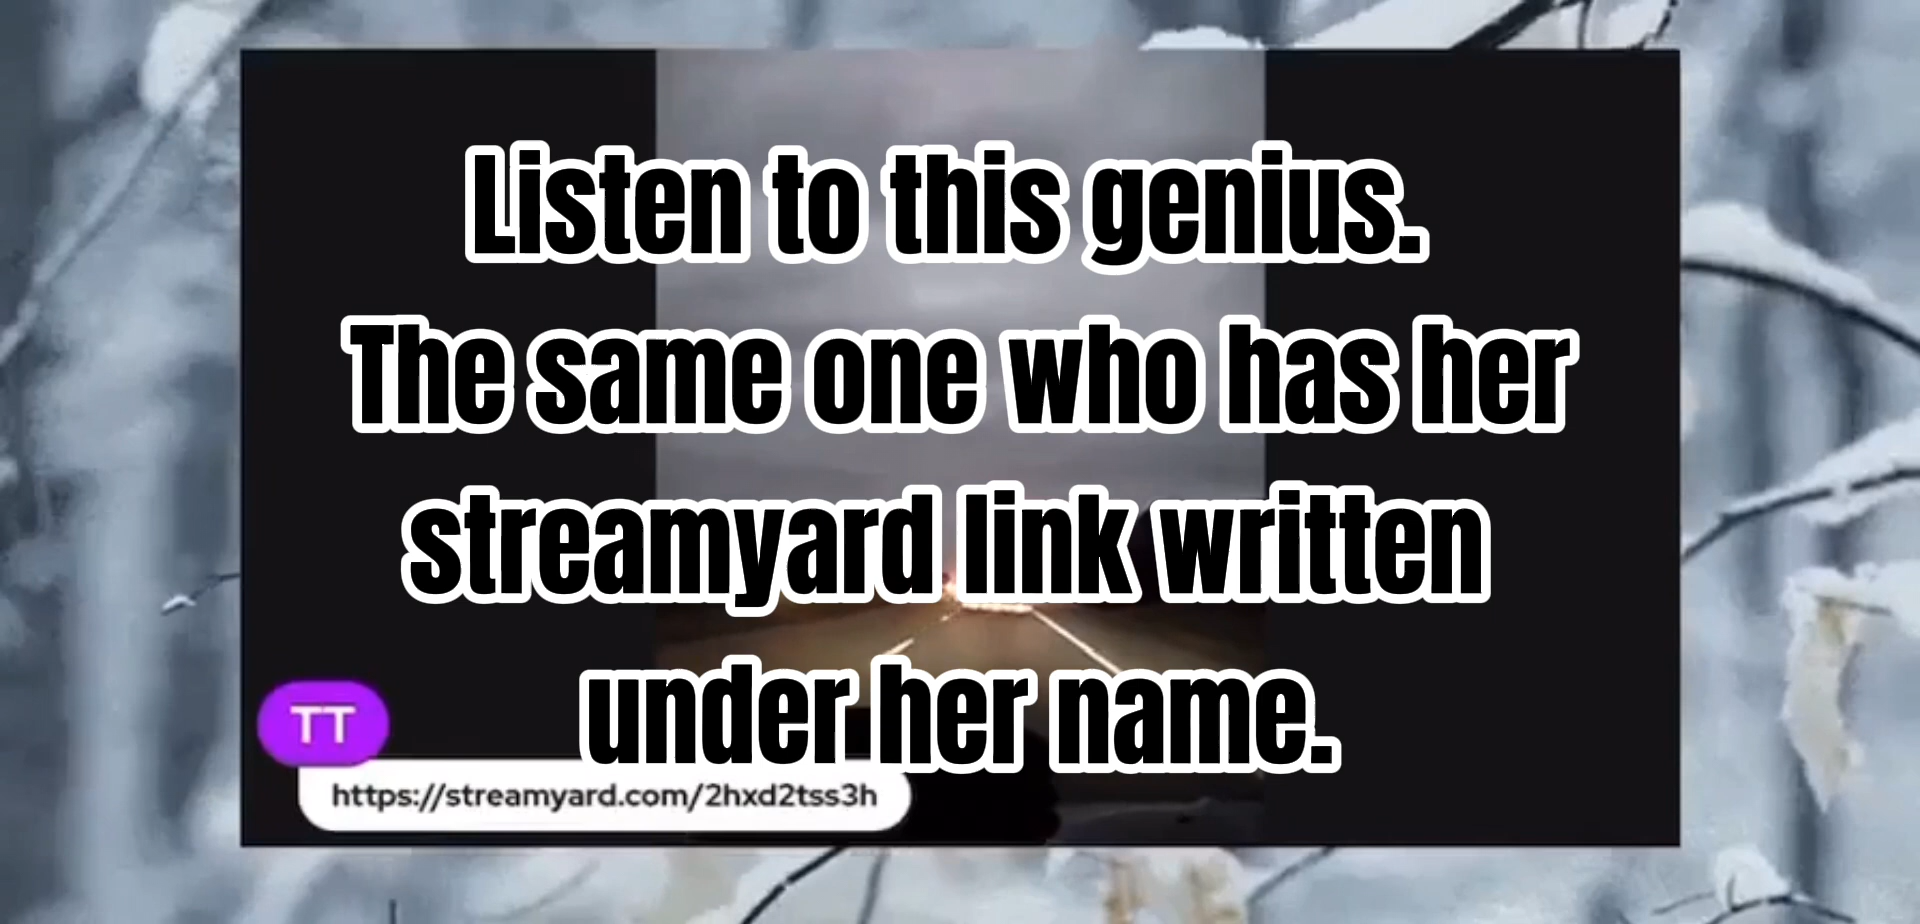 Listen to this genius.
The same one who has her
streamyard link written
under her name.
TT
https://streamyard.com/2hxd2tss3h